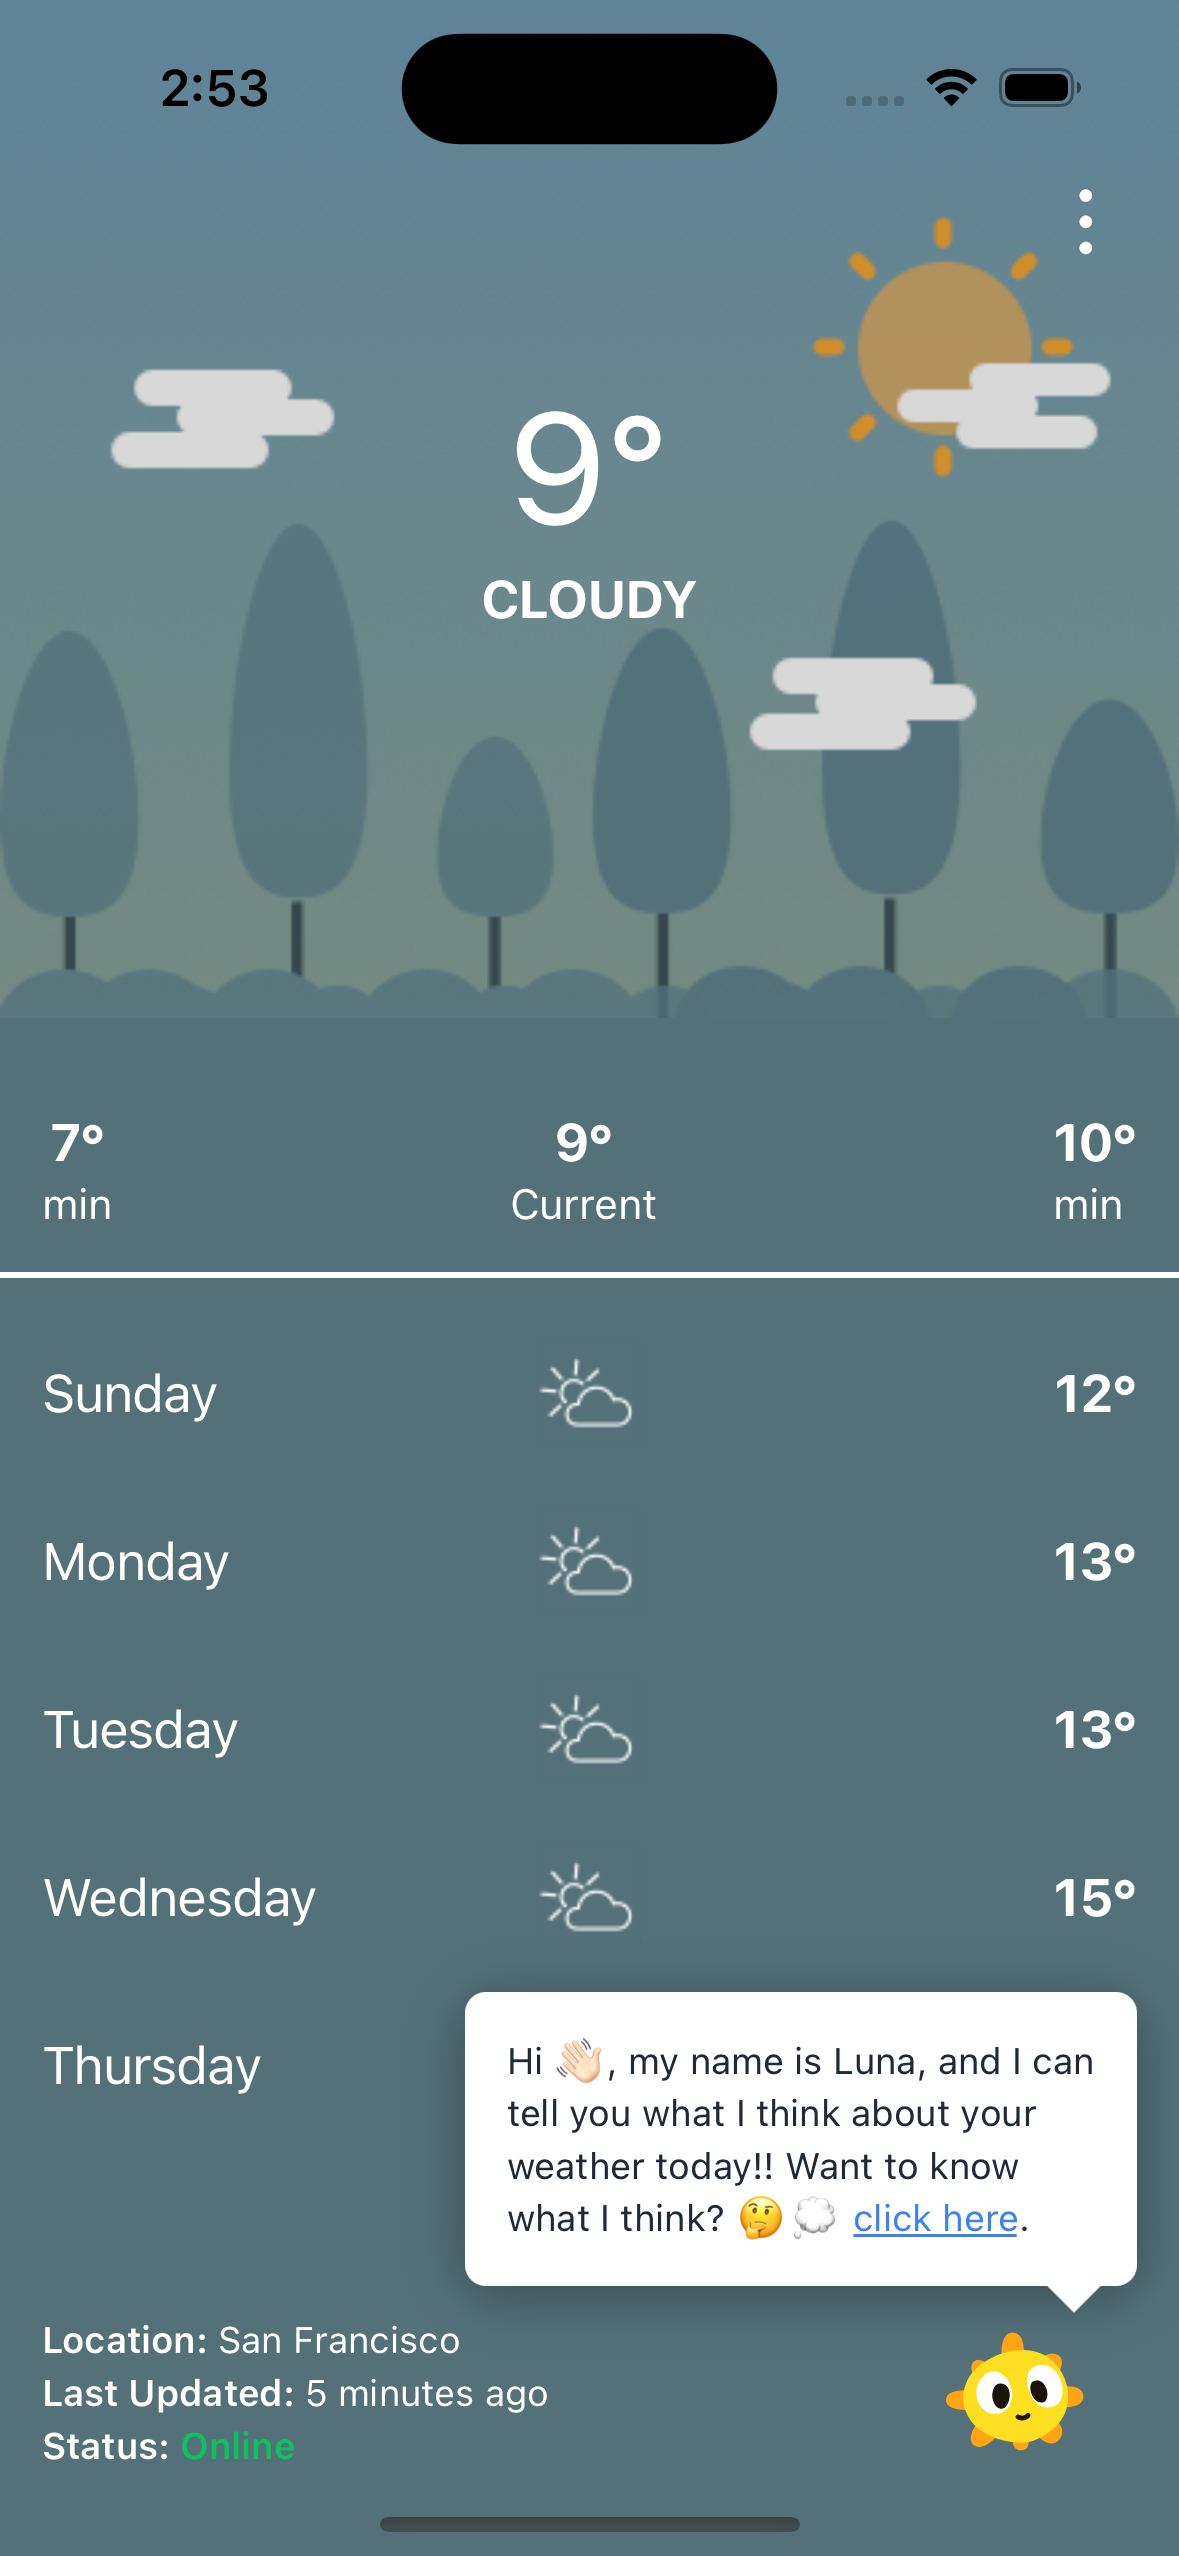 2:53
9°
CLOUDY
7° 9° 10°
min Current min
Sunday 12°
Monday 13°
Tuesday 13°
Wednesday 15°
Thursday
Hi 👋🏻, my name is Luna, and I can
tell you what I think about your
weather today!! Want to know
what I think? 🤔💭 click here.
Location: San Francisco
Last Updated: 5 minutes ago
Status: Online